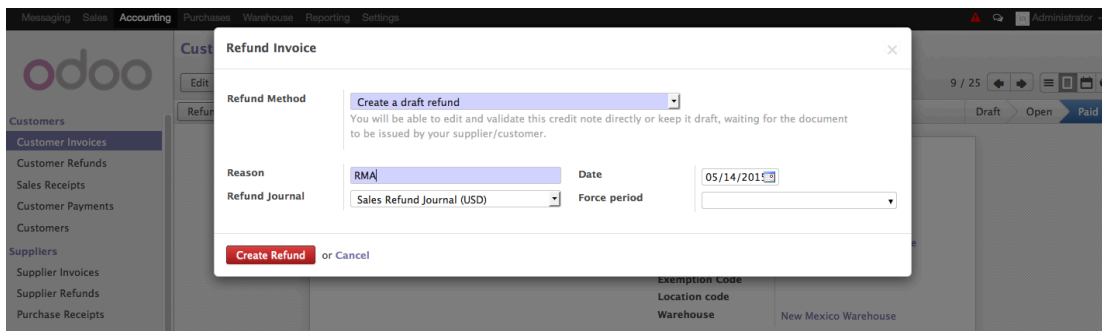 Messaging Sales Accounting Purchases Warehouse Reporting Settings Administrator
odoo
Cust
Refund Invoice ×
Edit
9 / 25
Refun
Draft Open Paid
Refund Method Create a draft refund
You will be able to edit and validate this credit note directly or keep it draft, waiting for the document
to be issued by your supplier/customer.
Reason RMA Date 05/14/201
Refund Journal Sales Refund Journal (USD) Force period
Create Refund or Cancel
Customers
Customer Invoices
Customer Refunds
Sales Receipts
Customer Payments
Customers
Suppliers
Supplier Invoices
Supplier Refunds
Purchase Receipts
Exemption Code
Location code
Warehouse New Mexico Warehouse